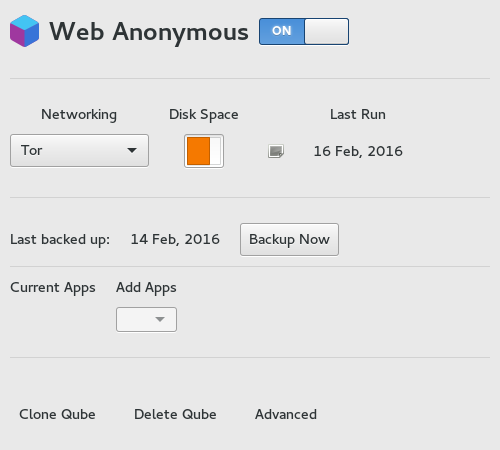 Web Anonymous ON
Networking Disk Space Last Run
Tor 16 Feb, 2016
Last backed up: 14 Feb, 2016 Backup Now
Current Apps Add Apps
Clone Qube Delete Qube Advanced